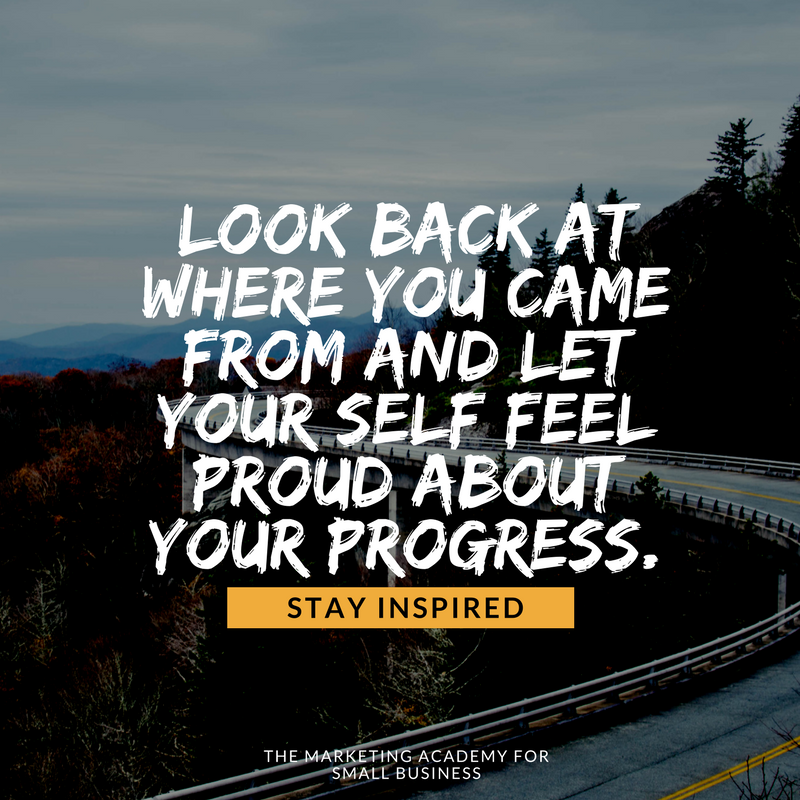 LOOK BACK AT
WHERE YOU CAME
FROM AND LET
YOUR SELF FEEL
PROUD ABOUT
YOUR PROGRESS.
STAY INSPIRED
THE MARKETING ACADEMY FOR
SMALL BUSINESS